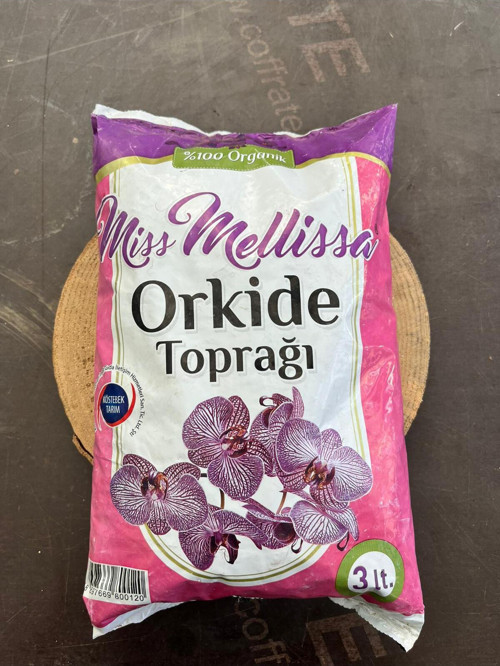 %100 Organik
Miss Mellissa
Orkide
Toprağı
KÖSTEBEK
TARIM
3 lt.